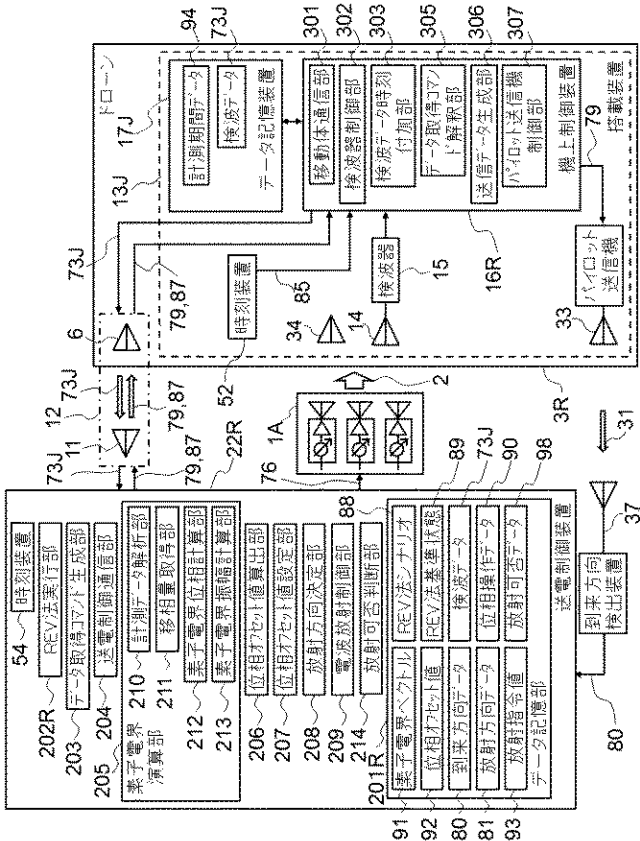 ドローン
13J
17J
94
計測期間データ
73J
検波データ
データ記憶装置
301
移動体通信部
302
検波器制御部
303
検波データ時刻
付属部
305
データ取得コマン
ド解釈部
306
送信データ生成部
307
パイロット送信機
制御部
機上制御装置
搭載装置
16R
79
73J
79,87
時刻装置
52
85
34
14
検波器
15
33
パイロット
送信機
3R
6
12
73J
79,87
11
73J
79,87
22R
1A
2
76
31
37
到来方向
検出装置
80
54
時刻装置
202R
REV法実行部
203
データ取得コマンド生成部
204
送電制御通信部
205
素子電界
演算部
210
計測データ解析部
211
移相量取得部
212
素子電界位相計算部
213
素子電界振幅計算部
206
位相オフセット値算出部
207
位相オフセット値設定部
208
放射方向決定部
209
電波放射制御部
214
放射可否判断部
201R
88
91
素子電界ベクトル
REV法シナリオ
89
92
位相オフセット値
REV法基準状態
73J
80
到来方向データ
検波データ
90
81
放射方向データ
位相操作データ
98
93
放射指令値
放射可否データ
データ記憶部
送電制御装置